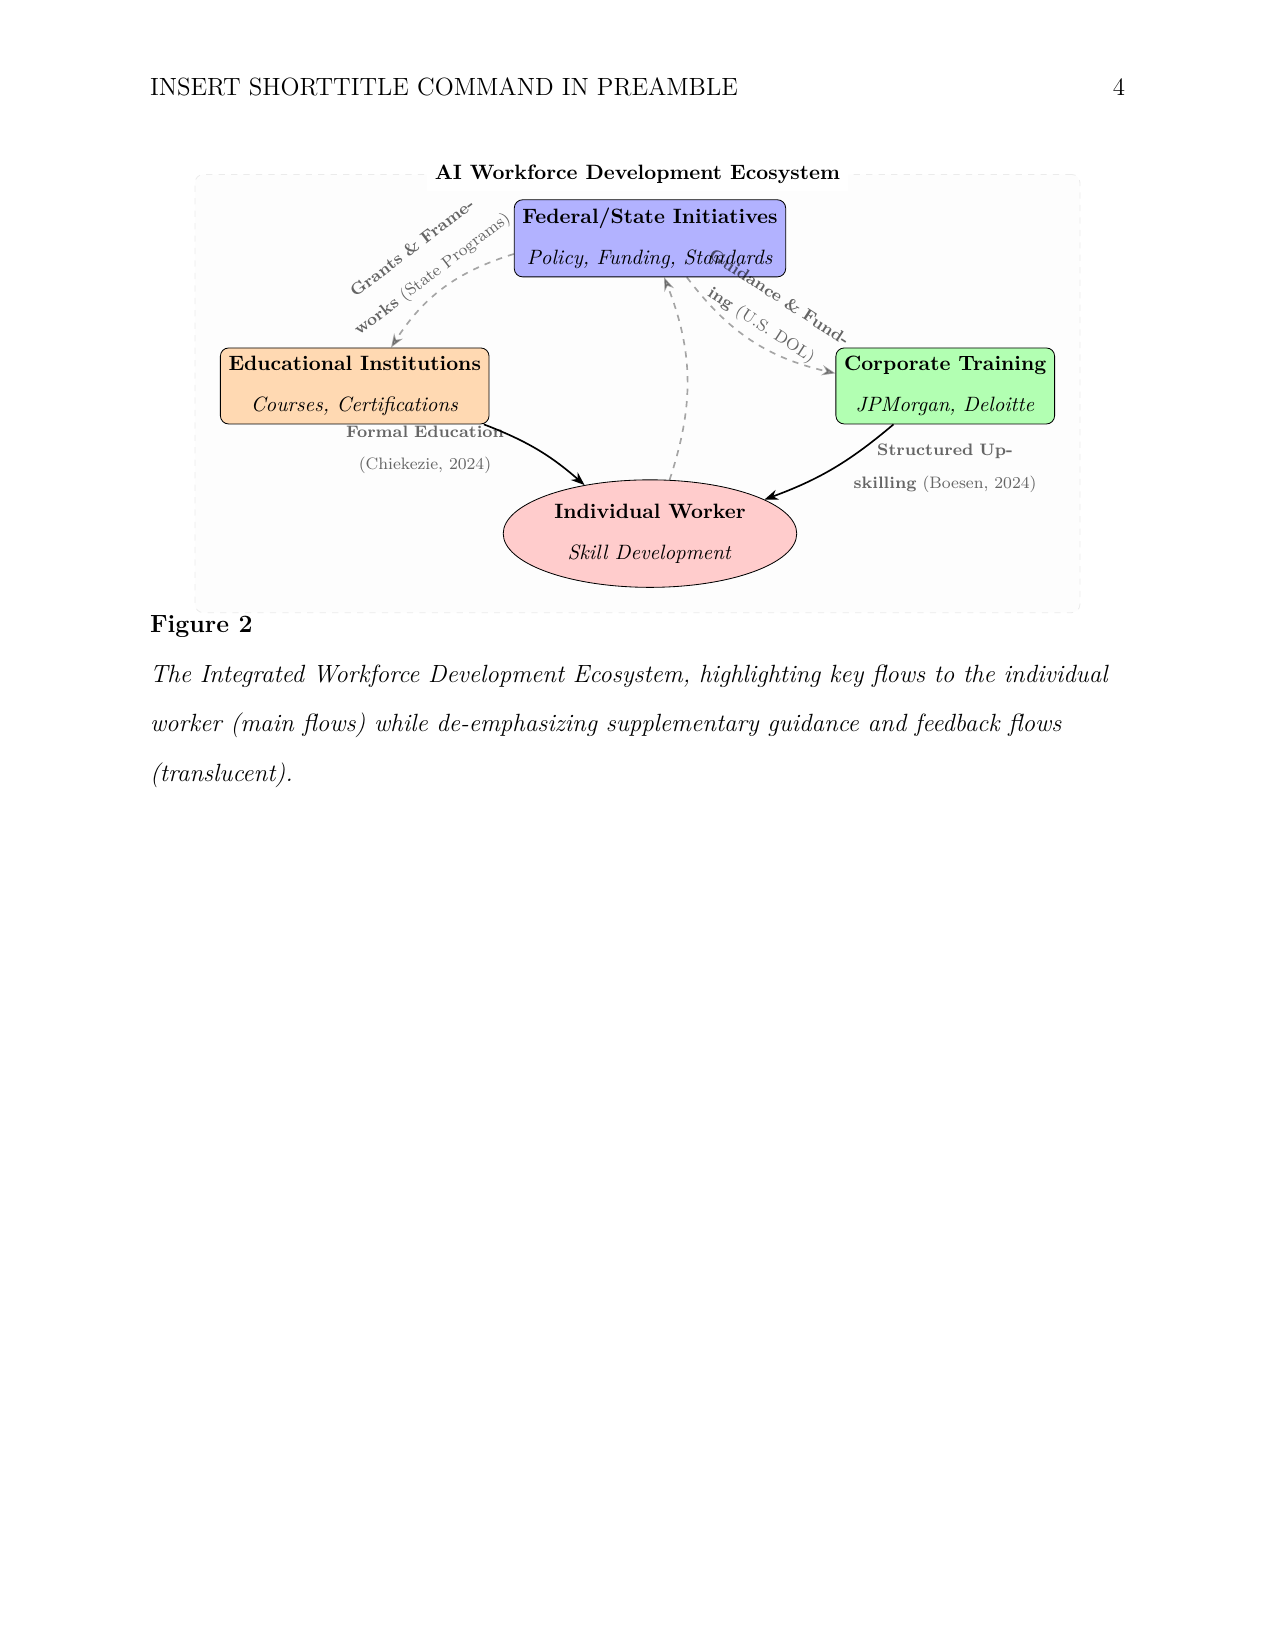 INSERT SHORTTITLE COMMAND IN PREAMBLE 4
AI Workforce Development Ecosystem
Federal/State Initiatives
Policy, Funding, Standards
Grants & Frame-
works (State Programs)
Guidance & Fund-
ing (U.S. DOL)
Educational Institutions
Courses, Certifications
Corporate Training
JPMorgan, Deloitte
Formal Education
(Chiekezie, 2024)
Structured Up-
skilling (Boesen, 2024)
Individual Worker
Skill Development
Figure 2
The Integrated Workforce Development Ecosystem, highlighting key flows to the individual
worker (main flows) while de-emphasizing supplementary guidance and feedback flows
(translucent).